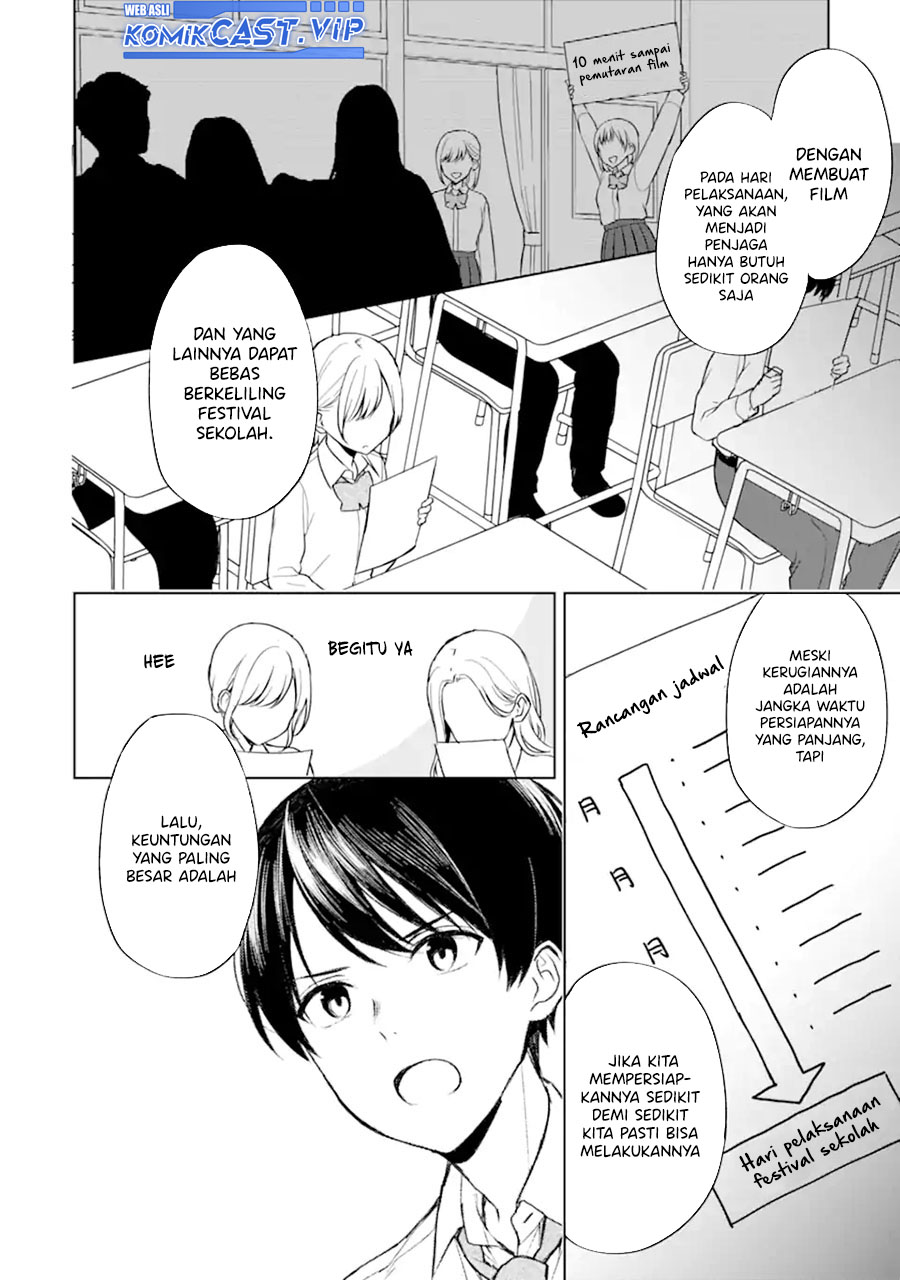 WEB ASLI
KOMIKCAST.VIP
10 menit sampai
pemutaran film
DENGAN
MEMBUAT
FILM
PADA HARI
PELAKSANAAN,
YANG AKAN
MENJADI
PENJAGA
HANYA BUTUH
SEDIKIT ORANG
SAJA
DAN YANG
LAINNYA DAPAT
BEBAS
BERKELILING
FESTIVAL
SEKOLAH.
MESKI
KERUGIANNYA
ADALAH
JANGKA WAKTU
PERSIAPANNYA
YANG PANJANG,
TAPI
Rancangan jadwal
月
月
月
JIKA KITA
MEMPERSIAP-
KANNYA SEDIKIT
DEMI SEDIKIT
KITA PASTI BISA
MELAKUKANNYA
Hari pelaksanaan
festival sekolah
BEGITU YA
HEE
LALU,
KEUNTUNGAN
YANG PALING
BESAR ADALAH